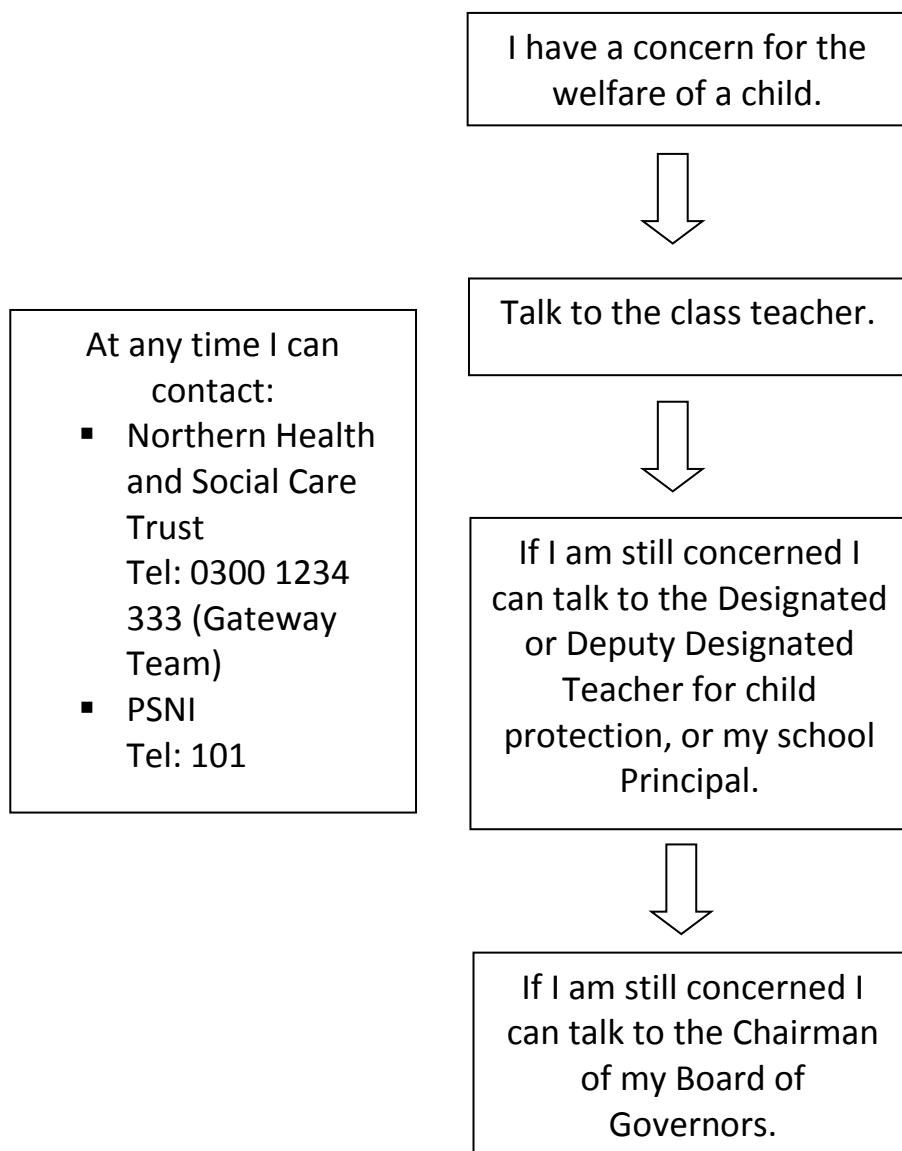 I have a concern for the
welfare of a child.
Talk to the class teacher.
At any time I can
contact:
▪ Northern Health
and Social Care
Trust
Tel: 0300 1234
333 (Gateway
Team)
▪ PSNI
Tel: 101
If I am still concerned I
can talk to the Designated
or Deputy Designated
Teacher for child
protection, or my school
Principal.
If I am still concerned I
can talk to the Chairman
of my Board of
Governors.